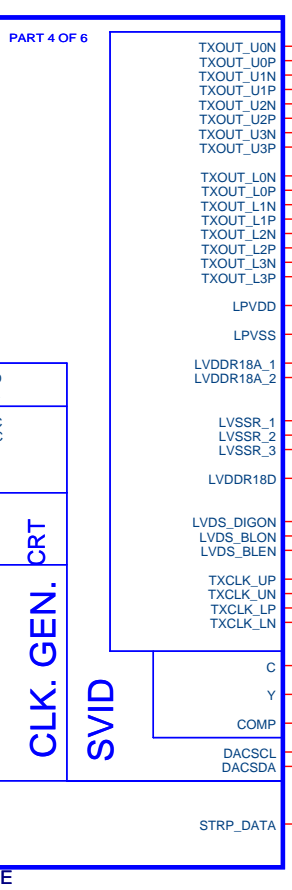 PART 4 OF 6
TXOUT_U0N
TXOUT_U0P
TXOUT_U1N
TXOUT_U1P
TXOUT_U2N
TXOUT_U2P
TXOUT_U3N
TXOUT_U3P
TXOUT_L0N
TXOUT_L0P
TXOUT_L1N
TXOUT_L1P
TXOUT_L2N
TXOUT_L2P
TXOUT_L3N
TXOUT_L3P
LPVDD
LPVSS
LVDDR18A_1
LVDDR18A_2
LVSSR_1
LVSSR_2
LVSSR_3
LVDDR18D
LVDS_DIGON
LVDS_BLON
LVDS_BLEN
TXCLK_UP
TXCLK_UN
TXCLK_LP
TXCLK_LN
CRT
CLK. GEN.
SVID
C
Y
COMP
DACSCL
DACSDA
STRP_DATA
E